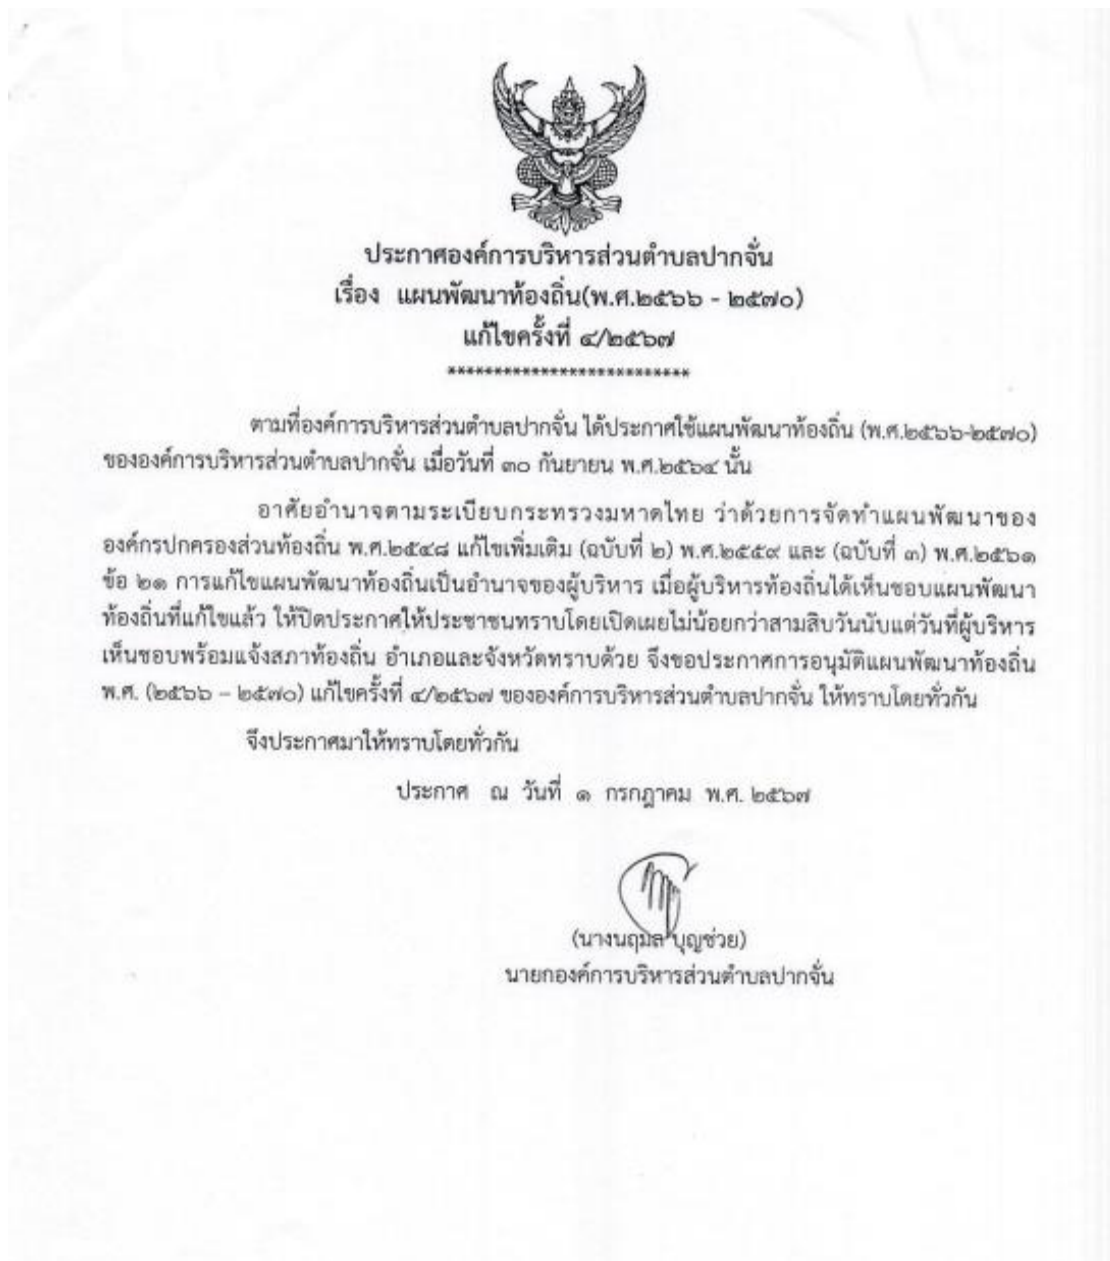 ประกาศองค์การบริหารส่วนตำบลปากจั่น
เรื่อง แผนพัฒนาท้องถิ่น(พ.ศ.๒๕๖๖ - ๒๕๗๐)
แก้ไขครั้งที่ ๔/๒๕๖๗
**************************
ตามที่องค์การบริหารส่วนตำบลปากจั่น ได้ประกาศใช้แผนพัฒนาท้องถิ่น (พ.ศ.๒๕๖๖-๒๕๗๐)
ขององค์การบริหารส่วนตำบลปากจั่น เมื่อวันที่ ๓๐ กันยายน พ.ศ.๒๕๖๔ นั้น
อาศัยอำนาจตามระเบียบกระทรวงมหาดไทย ว่าด้วยการจัดทำแผนพัฒนาของ
องค์กรปกครองส่วนท้องถิ่น พ.ศ.๒๕๔๘ แก้ไขเพิ่มเติม (ฉบับที่ ๒) พ.ศ.๒๕๕๙ และ (ฉบับที่ ๓) พ.ศ.๒๕๖๑
ข้อ ๒๑ การแก้ไขแผนพัฒนาท้องถิ่นเป็นอำนาจของผู้บริหาร เมื่อผู้บริหารท้องถิ่นได้เห็นชอบแผนพัฒนา
ท้องถิ่นที่แก้ไขแล้ว ให้ปิดประกาศให้ประชาชนทราบโดยเปิดเผยไม่น้อยกว่าสามสิบวันนับแต่วันที่ผู้บริหาร
เห็นชอบพร้อมแจ้งสภาท้องถิ่น อำเภอและจังหวัดทราบด้วย จึงขอประกาศการอนุมัติแผนพัฒนาท้องถิ่น
พ.ศ. (๒๕๖๖ – ๒๕๗๐) แก้ไขครั้งที่ ๔/๒๕๖๗ ขององค์การบริหารส่วนตำบลปากจั่น ให้ทราบโดยทั่วกัน
จึงประกาศมาให้ทราบโดยทั่วกัน
ประกาศ ณ วันที่ ๑ กรกฎาคม พ.ศ. ๒๕๖๗
(นางนฤมล บุญช่วย)
นายกองค์การบริหารส่วนตำบลปากจั่น